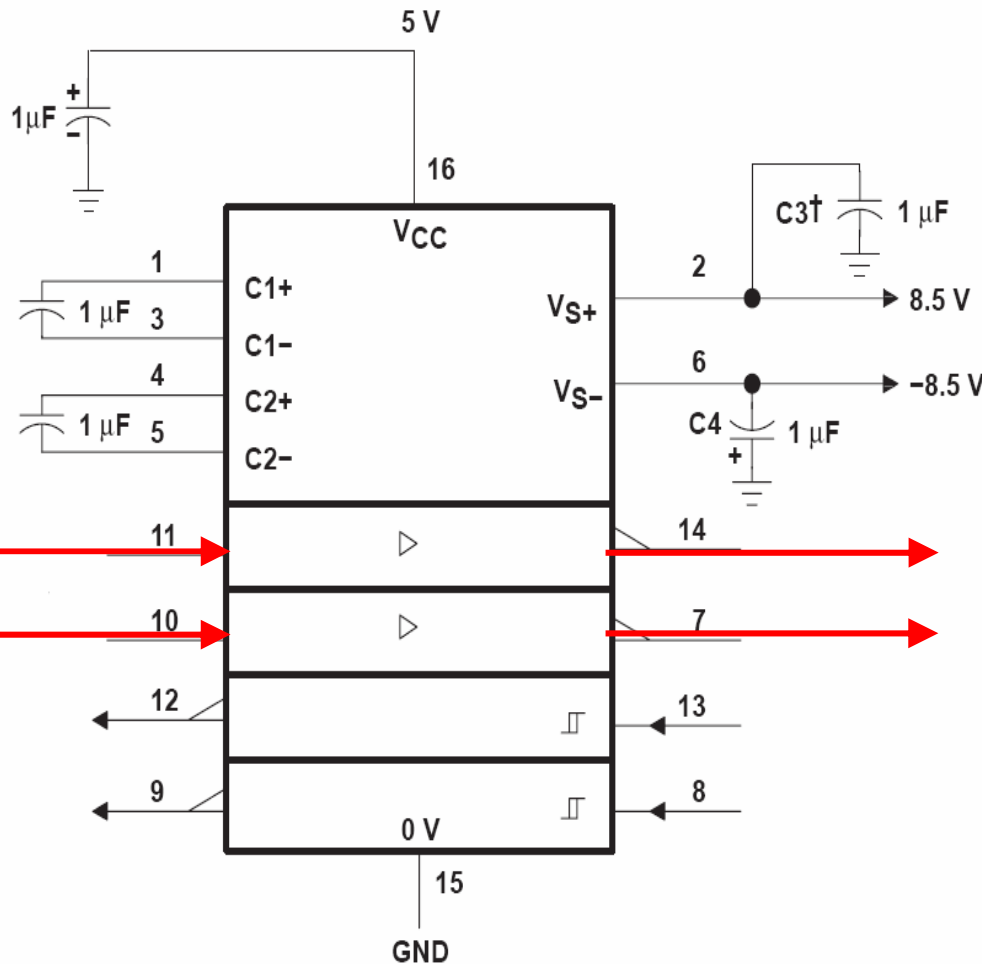 5 V
1µF
+
−
16
VCC
C3† 1 µF
1
C1+
2
1 µF
VS+
8.5 V
3
C1−
4
C2+
6
VS−
−8.5 V
1 µF
5
C2−
C4
1 µF
+
11
14
10
7
12
13
9
8
0 V
15
GND